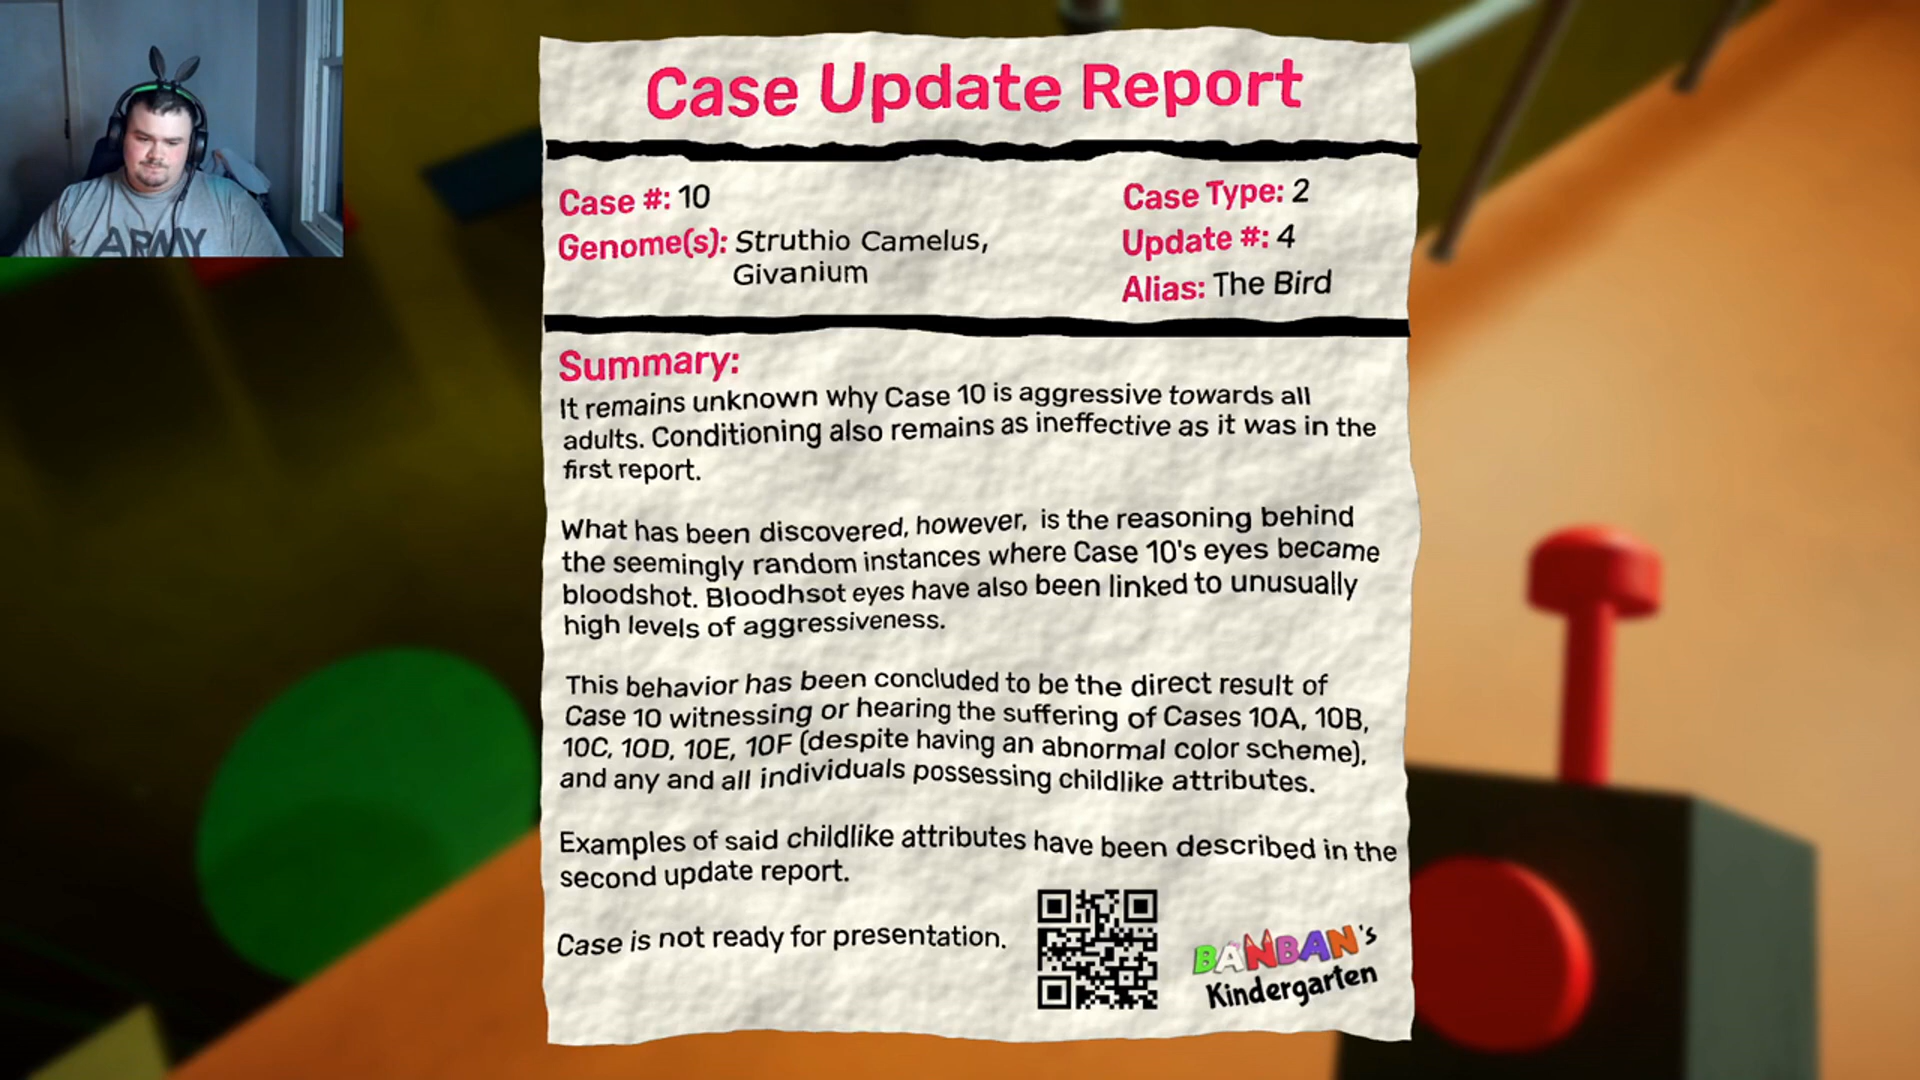 Case Update Report
Case #: 10
Genome(s): Struthio Camelus,
Givanium
Case Type: 2
Update #: 4
Alias: The Bird
Summary:
It remains unknown why Case 10 is aggressive towards all
adults. Conditioning also remains as ineffective as it was in the
first report.
What has been discovered, however, is the reasoning behind
the seemingly random instances where Case 10's eyes became
bloodshot. Bloodhsot eyes have also been linked to unusually
high levels of aggressiveness.
This behavior has been concluded to be the direct result of
Case 10 witnessing or hearing the suffering of Cases 10A, 10B,
10C, 10D, 10E, 10F (despite having an abnormal color scheme),
and any and all individuals possessing childlike attributes.
Examples of said childlike attributes have been described in the
second update report.
Case is not ready for presentation.
BANBAN's
Kindergarten
ARMY